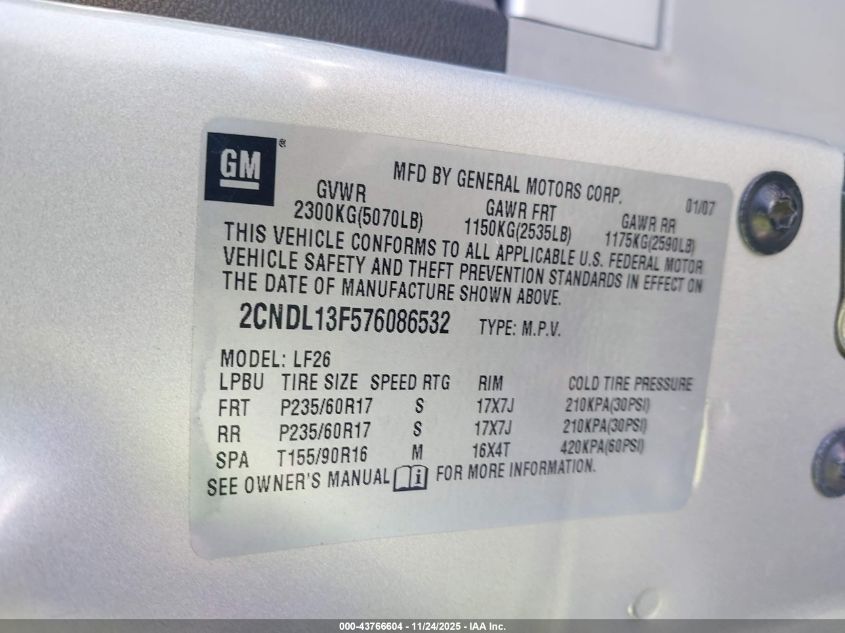 GM®
MFD BY GENERAL MOTORS CORP. 01/07
GVWR GAWR FRT GAWR RR
2300KG(5070LB) 1150KG(2535LB) 1175KG(2590LB)
THIS VEHICLE CONFORMS TO ALL APPLICABLE U.S. FEDERAL MOTOR
VEHICLE SAFETY AND THEFT PREVENTION STANDARDS IN EFFECT ON
THE DATE OF MANUFACTURE SHOWN ABOVE.
2CNDL13F576086532 TYPE: M.P.V.
MODEL: LF26
LPBU TIRE SIZE SPEED RTG RIM COLD TIRE PRESSURE
FRT P235/60R17 S 17X7J 210KPA(30PSI)
RR P235/60R17 S 17X7J 210KPA(30PSI)
SPA T155/90R16 M 16X4T 420KPA(60PSI)
SEE OWNER'S MANUAL i FOR MORE INFORMATION.
000-43766604 - 11/24/2025 - IAA Inc.